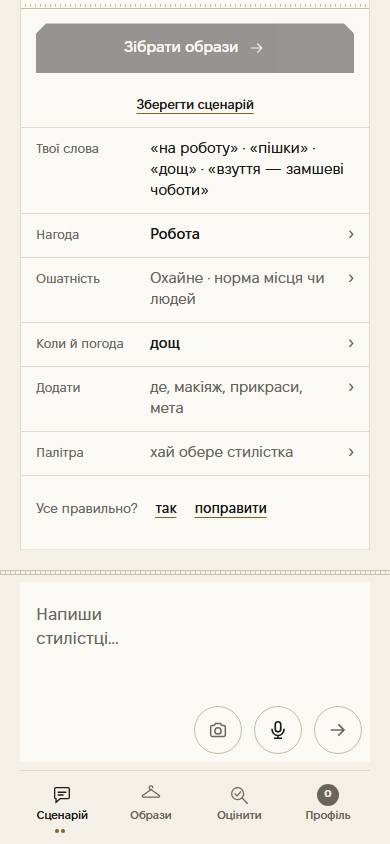 Зібрати образи →
Зберегти сценарій
Твої слова «на роботу» · «пішки» ·
«дощ» · «взуття — замшеві
чоботи»
Нагода Робота
Ошатність Охайне · норма місця чи
людей
Коли й погода дощ
Додати де, макіяж, прикраси,
мета
Палітра хай обере стилістка
Усе правильно? так поправити
Напиши
стилістці...
Сценарій Образи Оцінити О Профіль